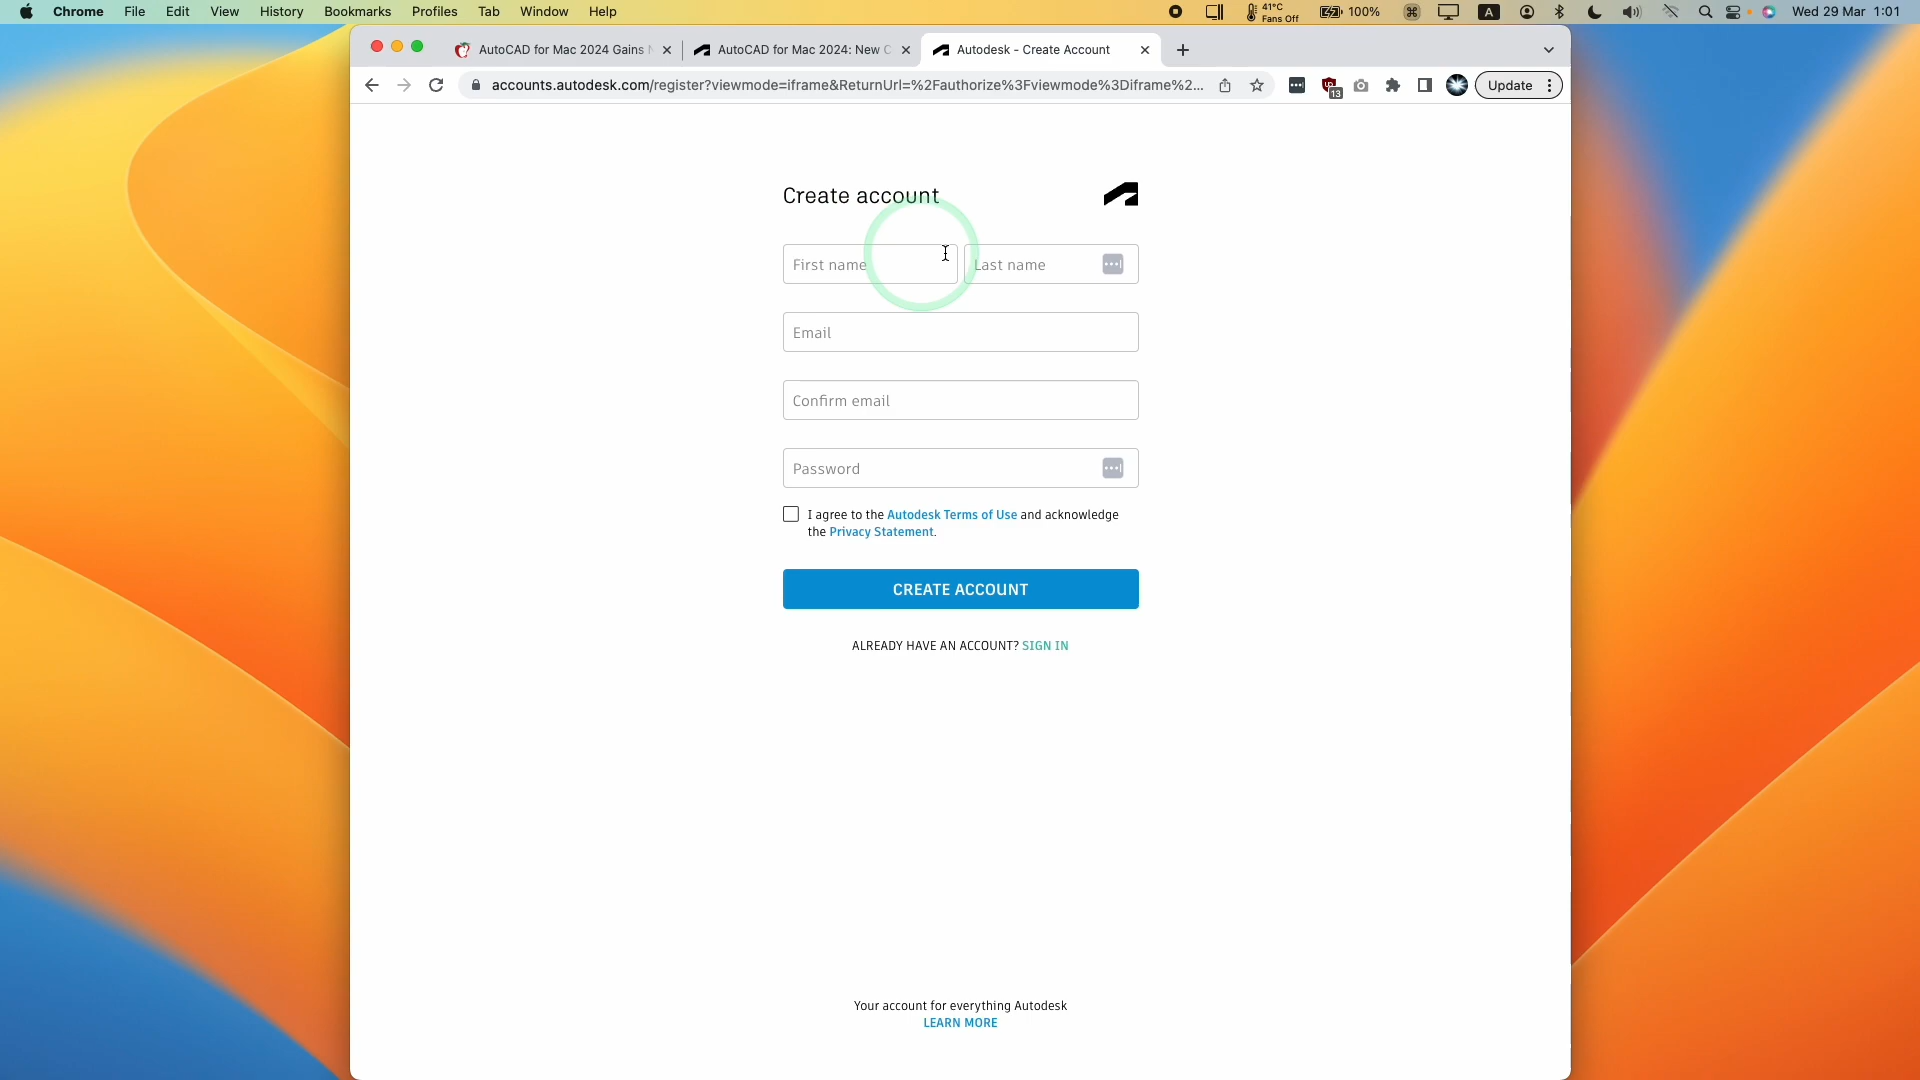 Chrome File Edit View History Bookmarks Profiles Tab Window Help 41°C Fans Off 100% A Wed 29 Mar 1:01
AutoCAD for Mac 2024 Gains AutoCAD for Mac 2024: New C Autodesk - Create Account
accounts.autodesk.com/register?viewmode=iframe&ReturnUrl=%2Fauthorize%3Fviewmode%3Diframe%2... 13 Update
Create account
First name Last name
Email
Confirm email
Password
I agree to the Autodesk Terms of Use and acknowledge
the Privacy Statement.
CREATE ACCOUNT
ALREADY HAVE AN ACCOUNT? SIGN IN
Your account for everything Autodesk
LEARN MORE